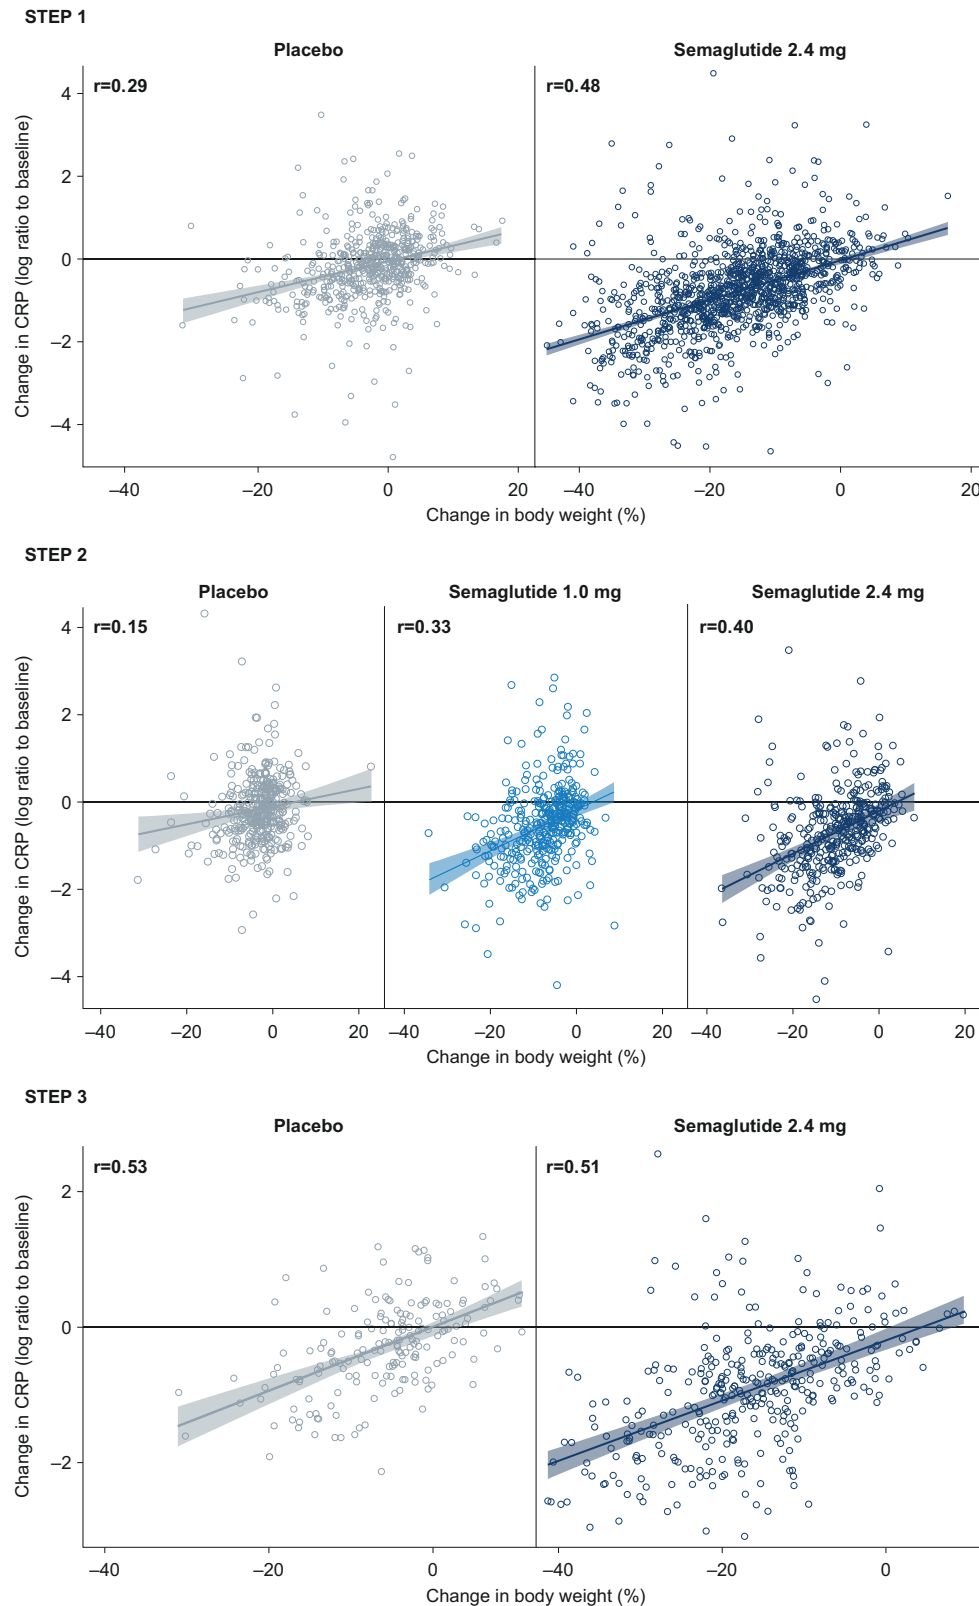 STEP 1
Placebo
Semaglutide 2.4 mg
r=0.29
r=0.48
Change in CRP (log ratio to baseline)
4
2
0
–2
–4
–40
–20
0
20
–40
–20
0
20
Change in body weight (%)
STEP 2
Placebo
Semaglutide 1.0 mg
Semaglutide 2.4 mg
r=0.15
r=0.33
r=0.40
Change in CRP (log ratio to baseline)
4
2
0
–2
–4
–40
–20
0
20
–40
–20
0
20
–40
–20
0
20
Change in body weight (%)
STEP 3
Placebo
Semaglutide 2.4 mg
r=0.53
r=0.51
Change in CRP (log ratio to baseline)
2
0
–2
–40
–20
0
–40
–20
0
Change in body weight (%)